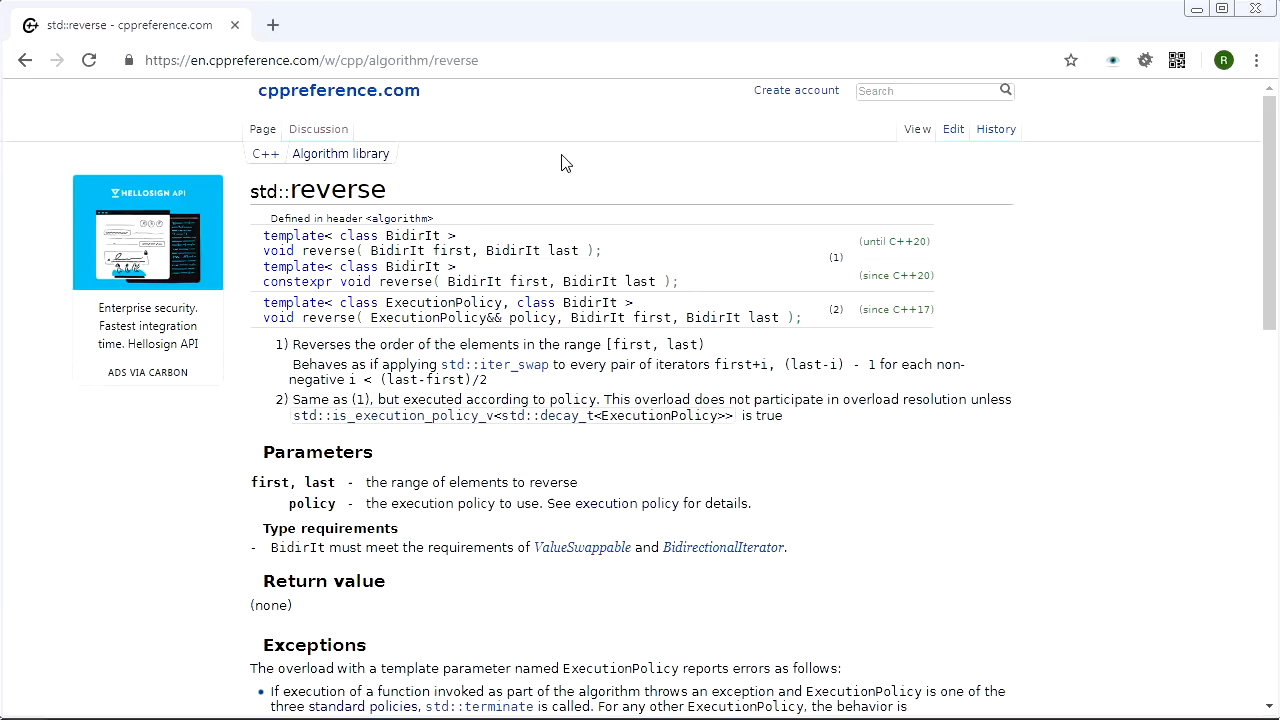 std::reverse - cppreference.com
https://en.cppreference.com/w/cpp/algorithm/reverse
R
cppreference.com
Create account
Search
Page Discussion
View Edit History
C++ Algorithm library
std::reverse
Defined in header <algorithm>
template< class BidirIt >
void reverse( BidirIt first, BidirIt last );
(until C++20)
(1)
template< class BidirIt >
constexpr void reverse( BidirIt first, BidirIt last );
(since C++20)
template< class ExecutionPolicy, class BidirIt >
void reverse( ExecutionPolicy&& policy, BidirIt first, BidirIt last );
(2) (since C++17)
1) Reverses the order of the elements in the range [first, last)
Behaves as if applying std::iter_swap to every pair of iterators first+i, (last-i) - 1 for each non-
negative i < (last-first)/2
2) Same as (1), but executed according to policy. This overload does not participate in overload resolution unless
std::is_execution_policy_v<std::decay_t<ExecutionPolicy>> is true
HELLOSIGN API
Enterprise security.
Fastest integration
time. Hellosign API
ADS VIA CARBON
Parameters
first, last - the range of elements to reverse
policy - the execution policy to use. See execution policy for details.
Type requirements
- BidirIt must meet the requirements of ValueSwappable and BidirectionalIterator.
Return value
(none)
Exceptions
The overload with a template parameter named ExecutionPolicy reports errors as follows:
• If execution of a function invoked as part of the algorithm throws an exception and ExecutionPolicy is one of the
three standard policies, std::terminate is called. For any other ExecutionPolicy, the behavior is